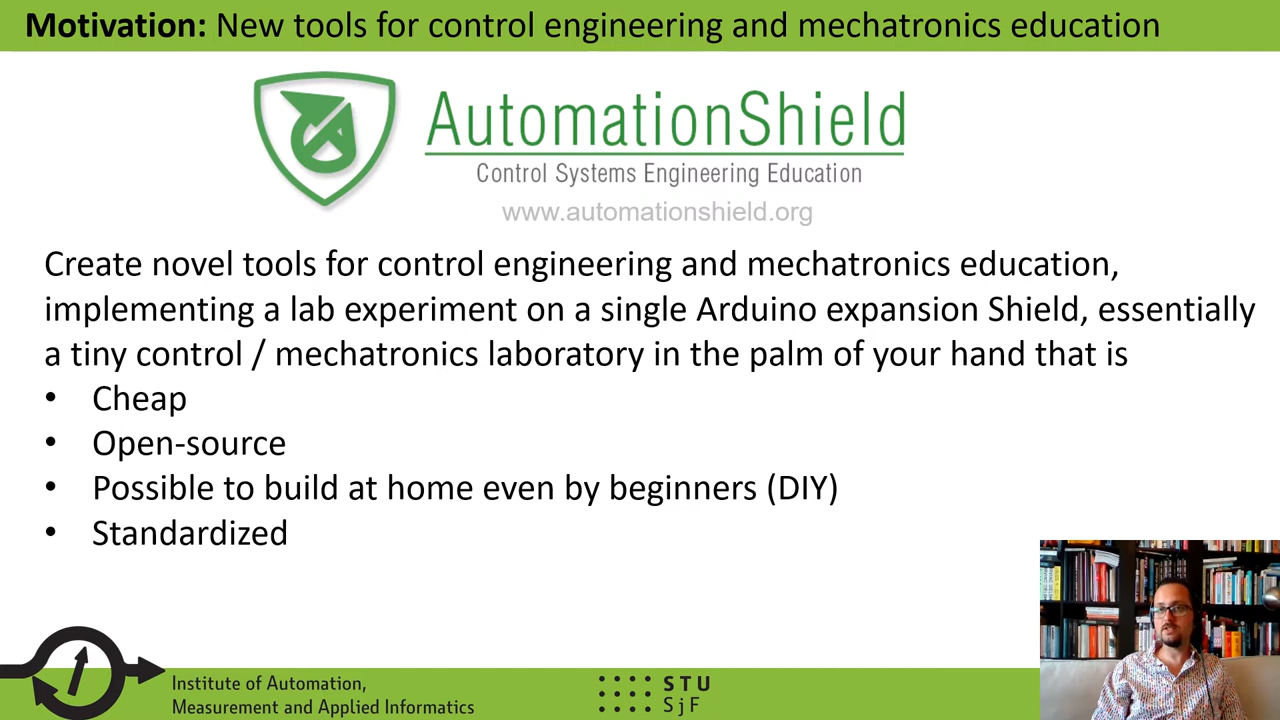 Motivation: New tools for control engineering and mechatronics education
AutomationShield
Control Systems Engineering Education
www.automationshield.org
Create novel tools for control engineering and mechatronics education,
implementing a lab experiment on a single Arduino expansion Shield, essentially
a tiny control / mechatronics laboratory in the palm of your hand that is
• Cheap
• Open-source
• Possible to build at home even by beginners (DIY)
• Standardized
Institute of Automation,
Measurement and Applied Informatics
STU
SjF